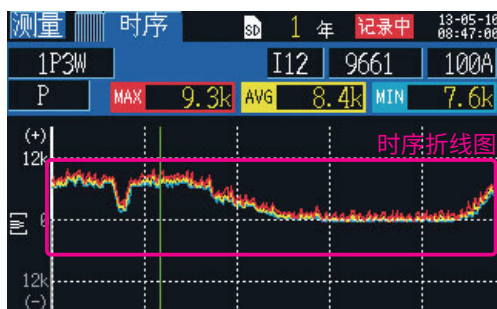 测量 时序 SD 1 年 记录中 13-05-16 08:47:00
1P3W I12 9661 100A
P MAX 9.3k AVG 8.4k MIN 7.6k
(+) 时序折线图
12k
[W] 0
12k
(-)